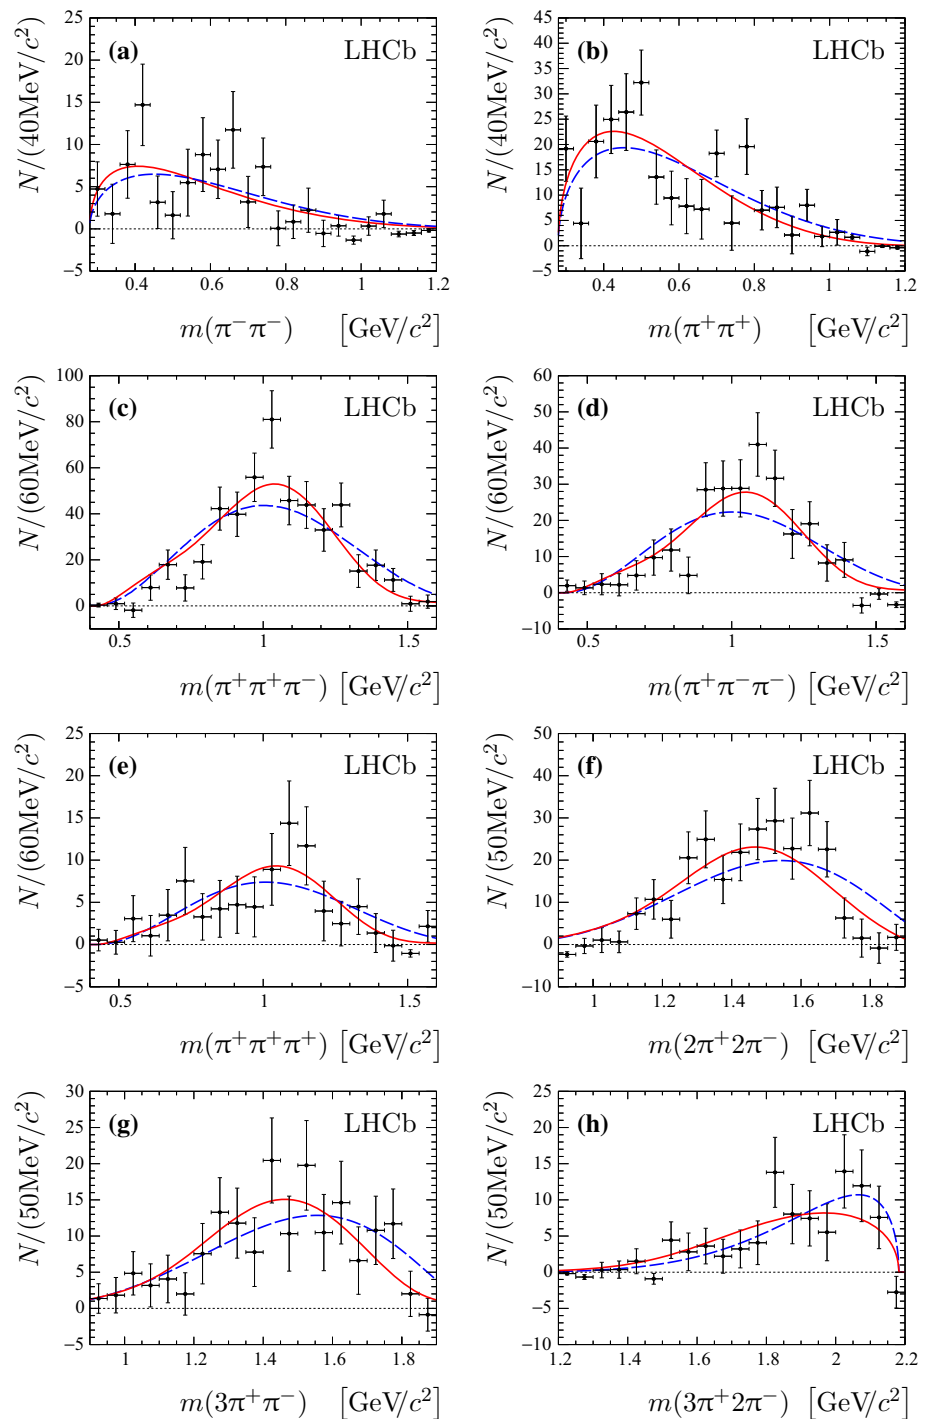 (a) LHCb
N/(40MeV/c²)
25
20
15
10
5
0
−5
0.4 0.6 0.8 1 1.2
m(π⁻π⁻) [GeV/c²]
(b) LHCb
N/(40MeV/c²)
45
40
35
30
25
20
15
10
5
0
−5
0.4 0.6 0.8 1 1.2
m(π⁺π⁺) [GeV/c²]
(c) LHCb
N/(60MeV/c²)
100
80
60
40
20
0
0.5 1 1.5
m(π⁺π⁺π⁻) [GeV/c²]
(d) LHCb
N/(60MeV/c²)
60
50
40
30
20
10
0
−10
0.5 1 1.5
m(π⁺π⁻π⁻) [GeV/c²]
(e) LHCb
N/(60MeV/c²)
25
20
15
10
5
0
−5
0.5 1 1.5
m(π⁺π⁺π⁺) [GeV/c²]
(f) LHCb
N/(50MeV/c²)
50
40
30
20
10
0
−10
1 1.2 1.4 1.6 1.8
m(2π⁺2π⁻) [GeV/c²]
(g) LHCb
N/(50MeV/c²)
30
25
20
15
10
5
0
−5
1 1.2 1.4 1.6 1.8
m(3π⁺π⁻) [GeV/c²]
(h) LHCb
N/(50MeV/c²)
25
20
15
10
5
0
−5
−10
1.2 1.4 1.6 1.8 2 2.2
m(3π⁺2π⁻) [GeV/c²]